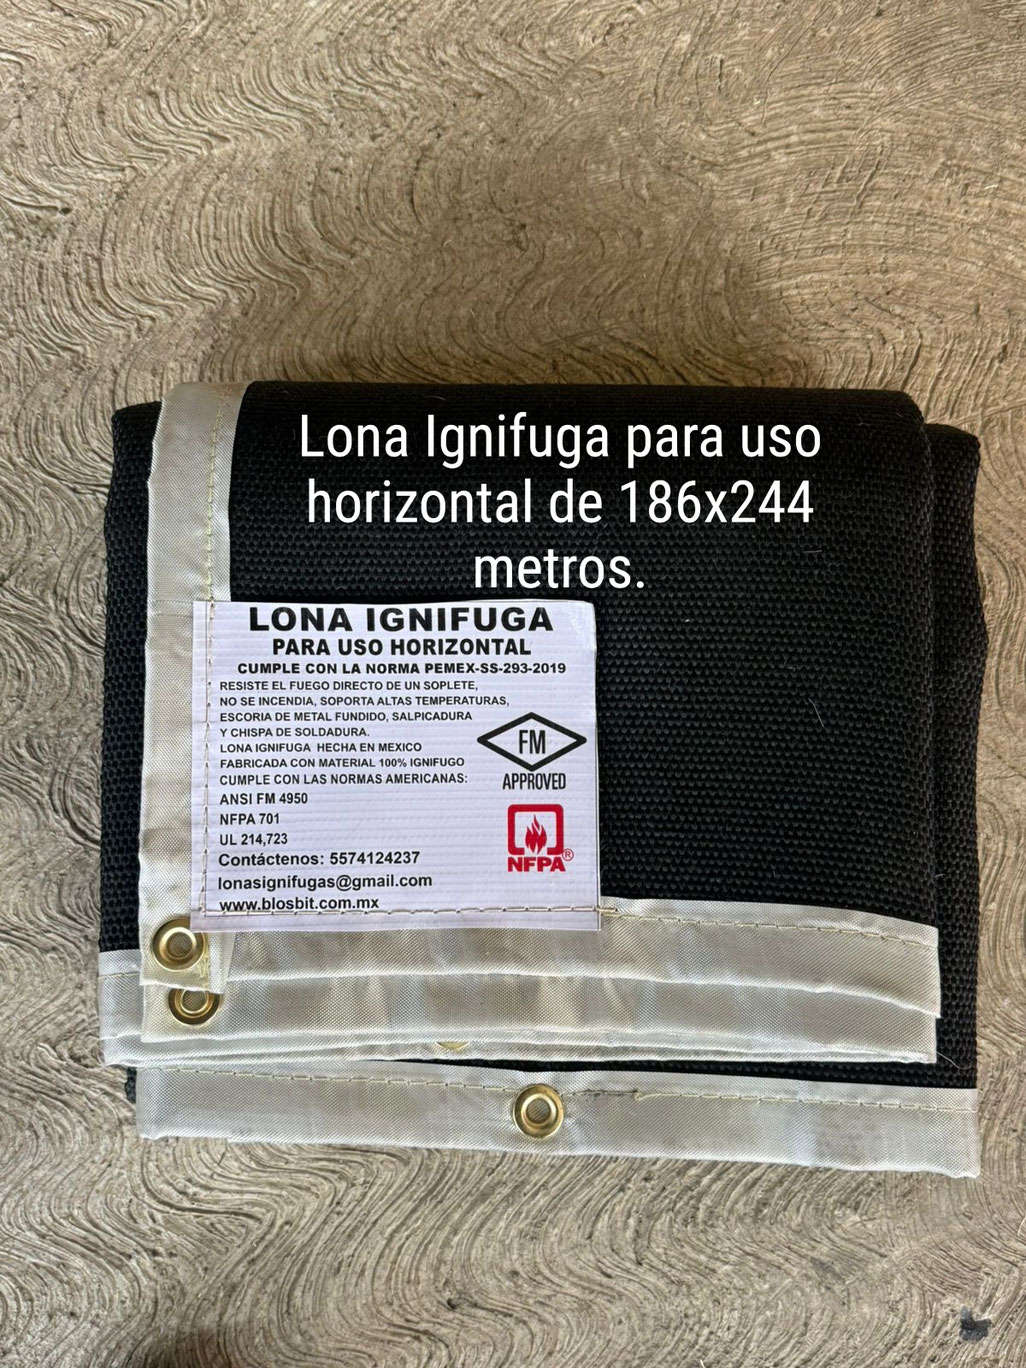 Lona Ignifuga para uso
horizontal de 186x244
metros.
LONA IGNIFUGA
PARA USO HORIZONTAL
CUMPLE CON LA NORMA PEMEX-SS-293-2019
RESISTE EL FUEGO DIRECTO DE UN SOPLETE,
NO SE INCENDIA, SOPORTA ALTAS TEMPERATURAS,
ESCORIA DE METAL FUNDIDO, SALPICADURA
Y CHISPA DE SOLDADURA.
LONA IGNIFUGA HECHA EN MEXICO
FABRICADA CON MATERIAL 100% IGNIFUGO
CUMPLE CON LAS NORMAS AMERICANAS:
ANSI FM 4950
NFPA 701
UL 214,723
Contáctenos: 5574124237
lonasignifugas@gmail.com
www.blosbit.com.mx
FM
APPROVED
NFPA®